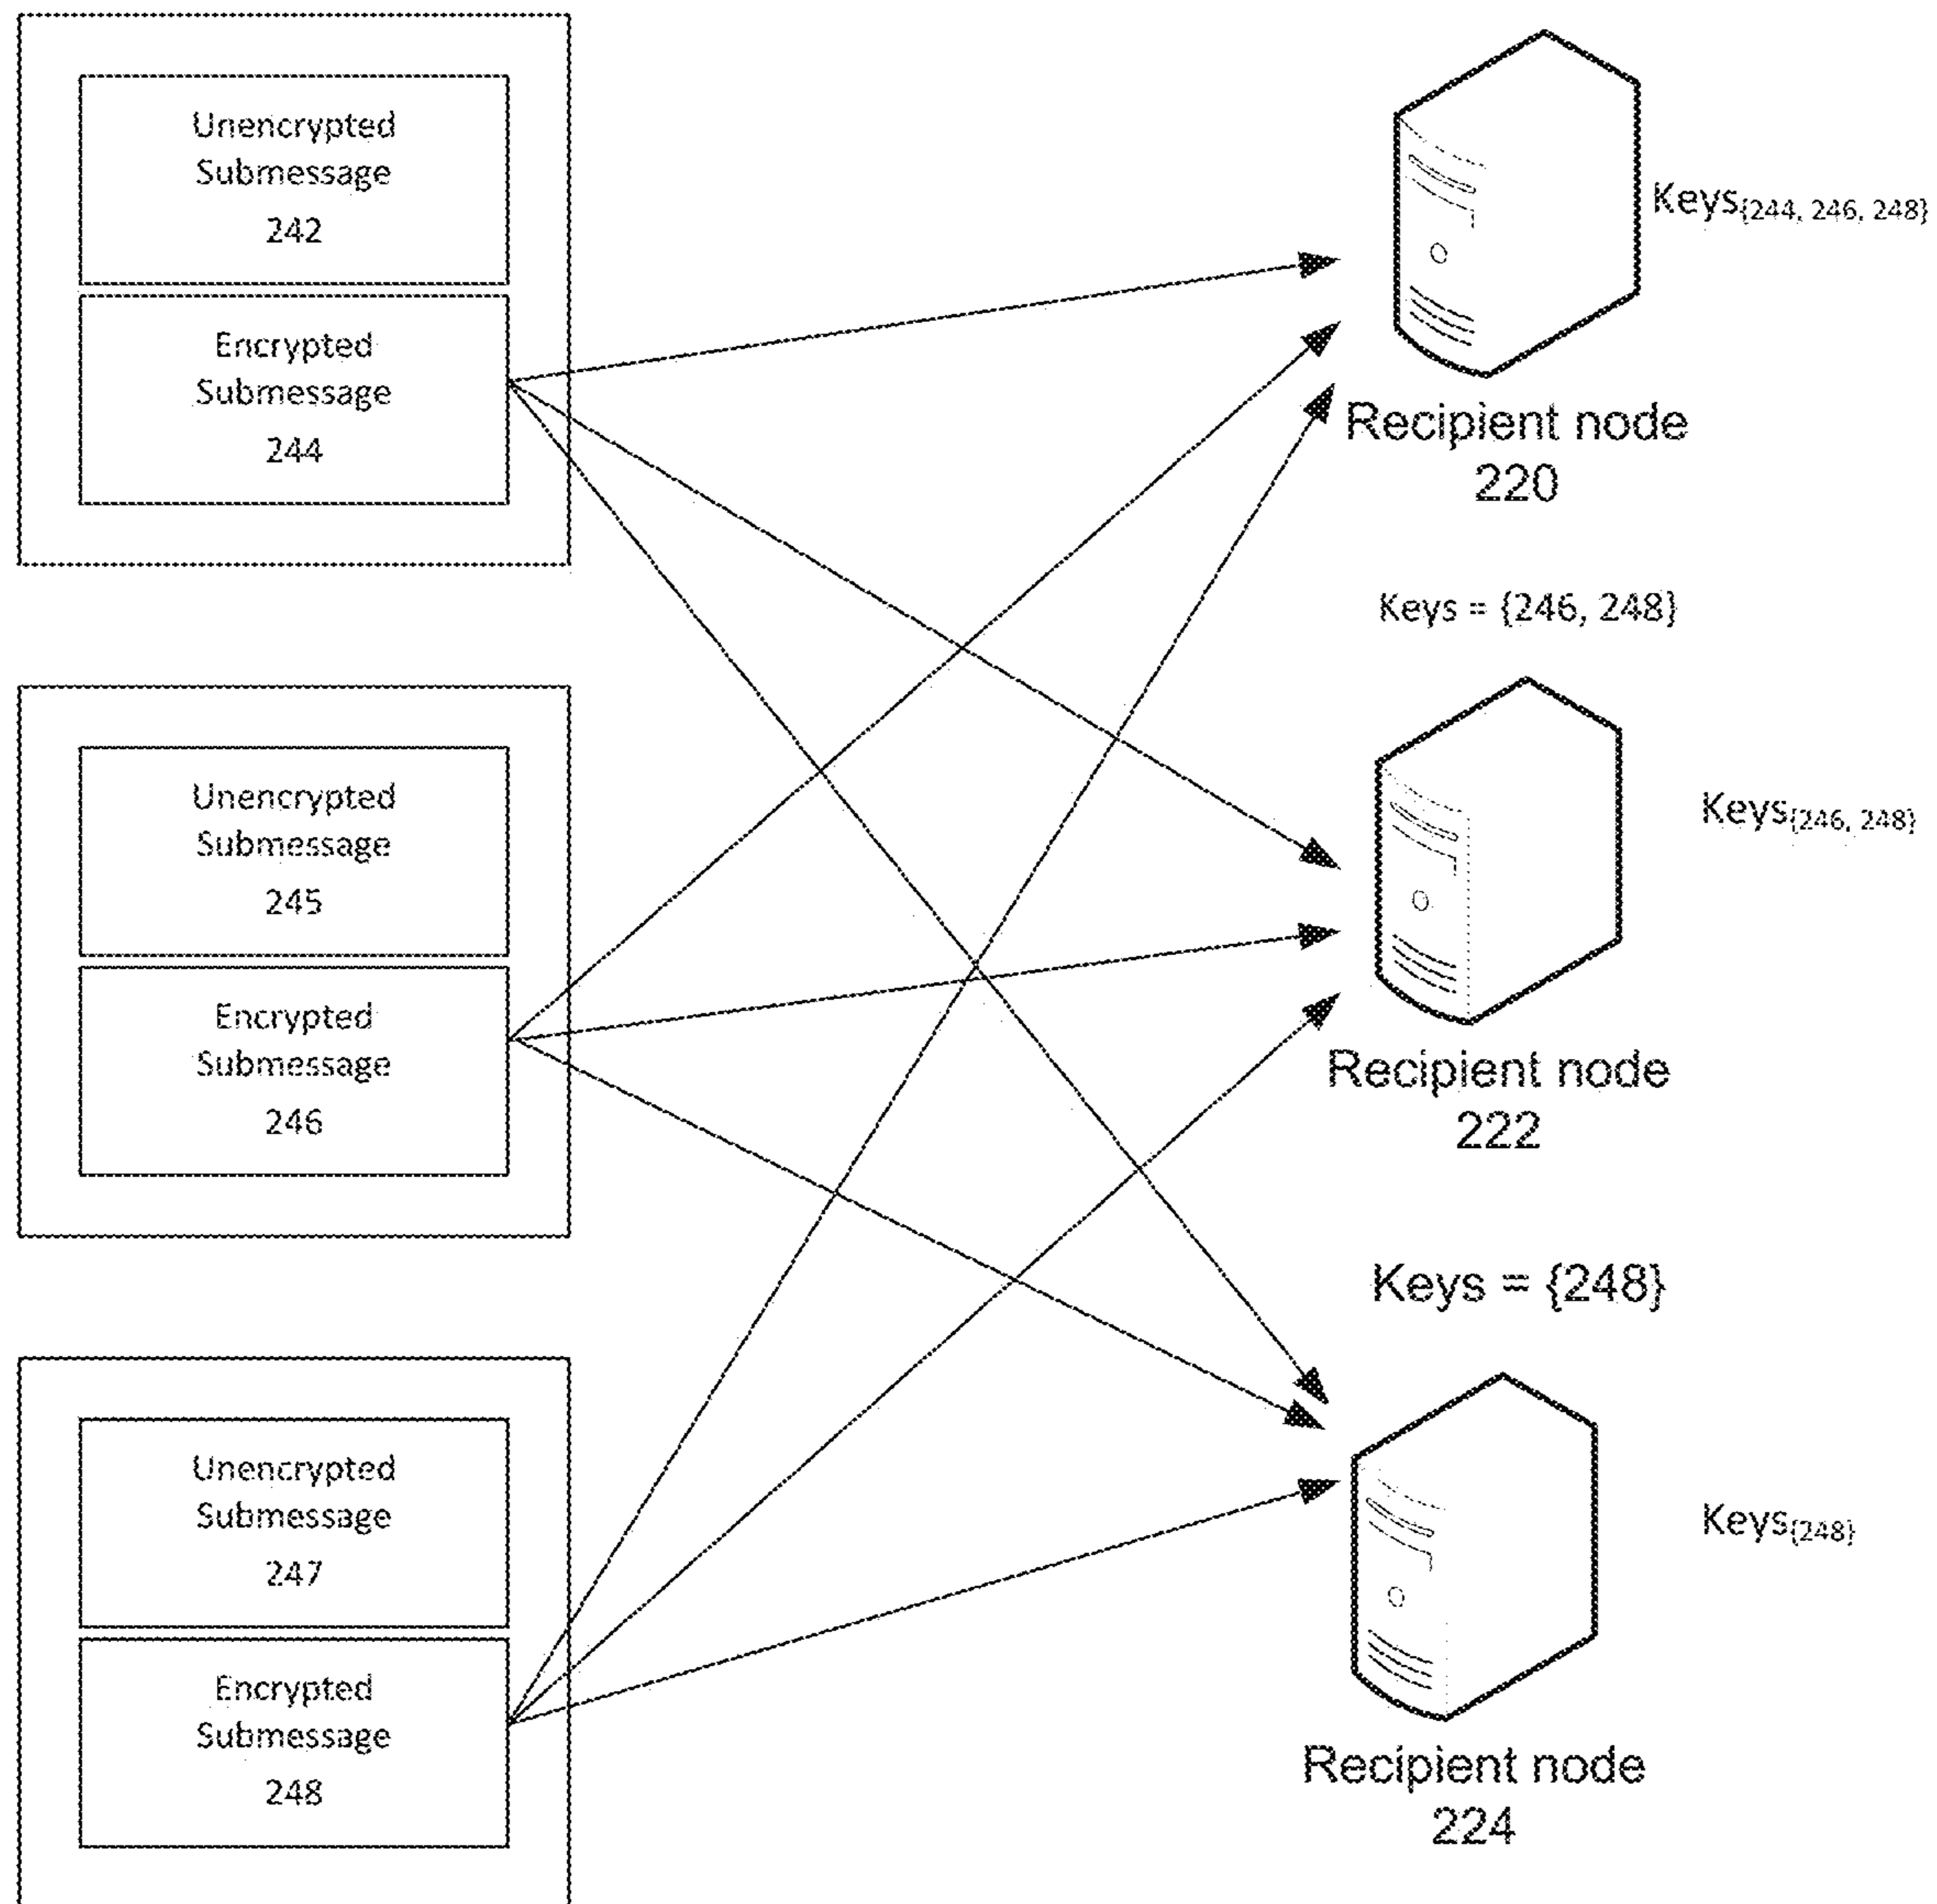 Unencrypted
Submessage
242
Encrypted
Submessage
244
Keys{244, 246, 248}
Recipient node
220
Keys = {246, 248}
Unencrypted
Submessage
245
Encrypted
Submessage
246
Keys{246, 248}
Recipient node
222
Keys = {248}
Unencrypted
Submessage
247
Encrypted
Submessage
248
Keys{248}
Recipient node
224